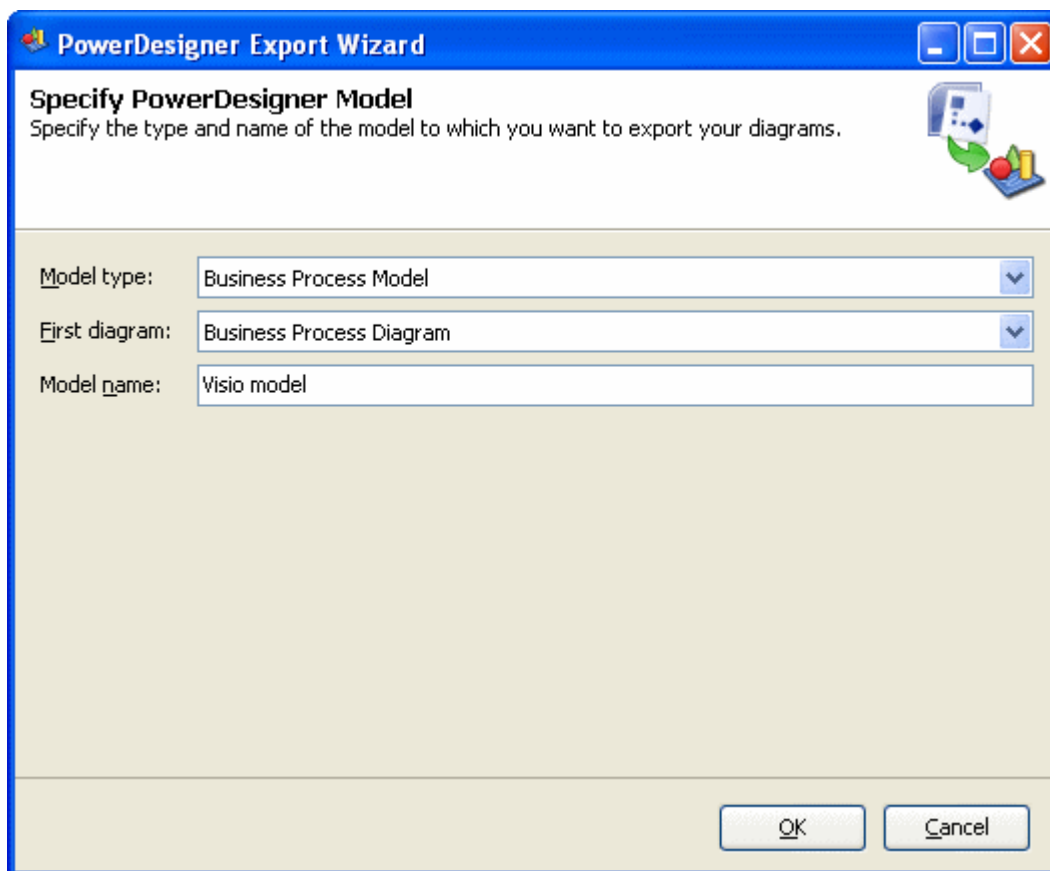 PowerDesigner Export Wizard
Specify PowerDesigner Model
Specify the type and name of the model to which you want to export your diagrams.
Model type: Business Process Model
First diagram: Business Process Diagram
Model name: Visio model
OK Cancel